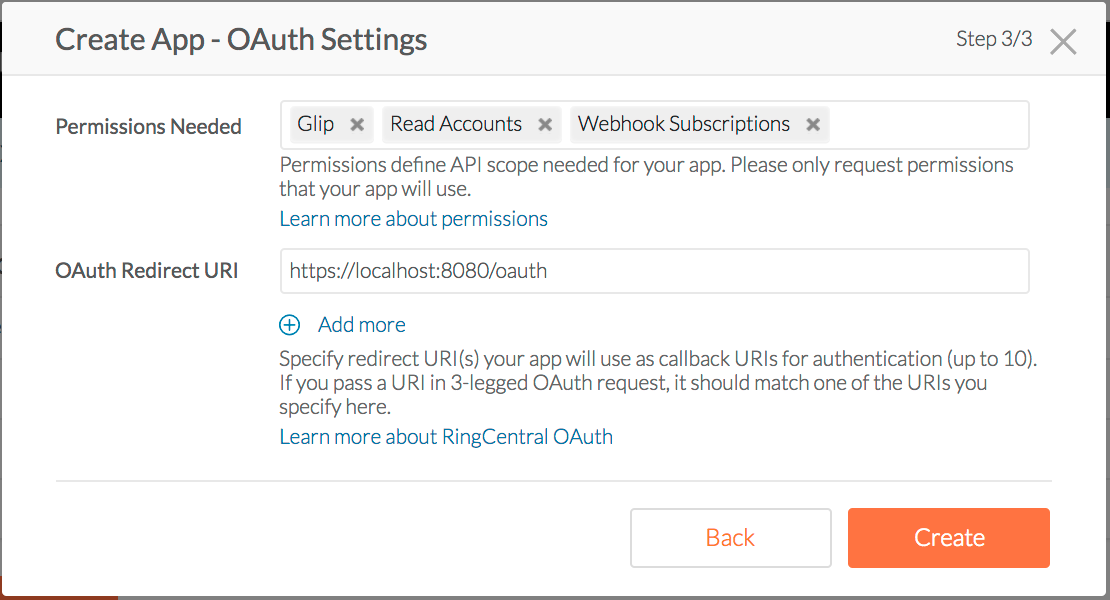 Create App - OAuth Settings
Step 3/3
Permissions Needed
Glip
Read Accounts
Webhook Subscriptions
Permissions define API scope needed for your app. Please only request permissions
that your app will use.
Learn more about permissions
OAuth Redirect URI
https://localhost:8080/oauth
Add more
Specify redirect URI(s) your app will use as callback URIs for authentication (up to 10).
If you pass a URI in 3-legged OAuth request, it should match one of the URIs you
specify here.
Learn more about RingCentral OAuth
Back
Create